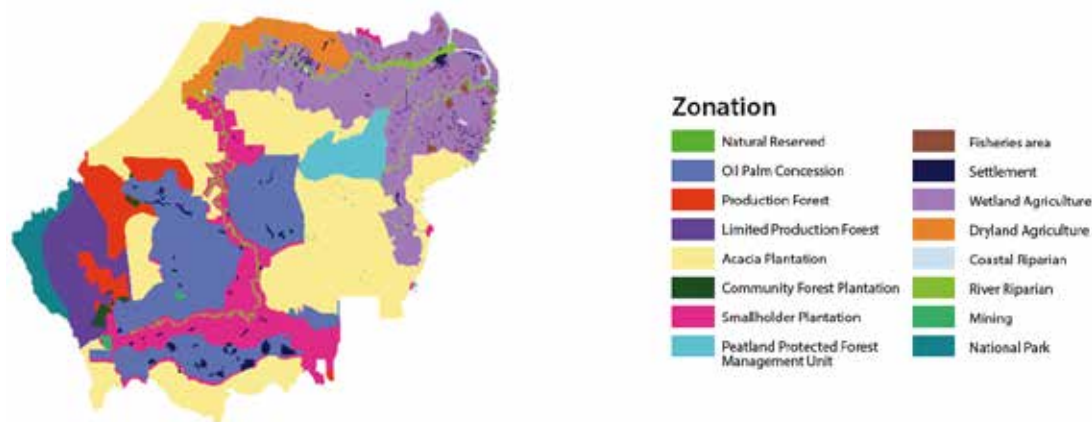 Zonation
Natural Reserved
Oil Palm Concession
Production Forest
Limited Production Forest
Acacia Plantation
Community Forest Plantation
Smallholder Plantation
Peatland Protected Forest
Management Unit
Fisheries area
Settlement
Wetland Agriculture
Dryland Agriculture
Coastal Riparian
River Riparian
Mining
National Park